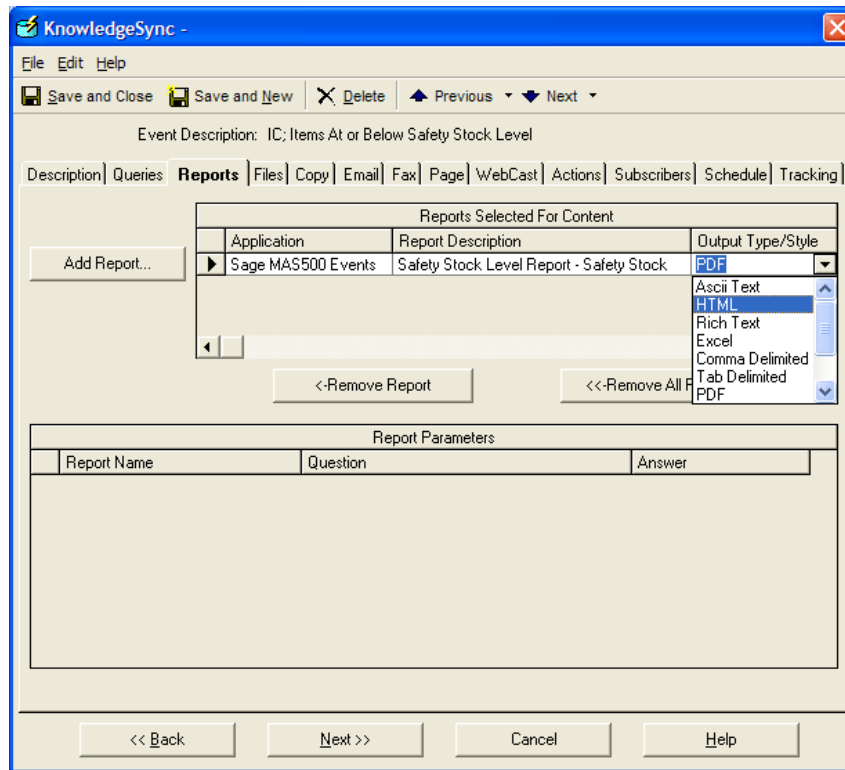 KnowledgeSync -
File Edit Help
Save and Close Save and New Delete Previous Next
Event Description: IC; Items At or Below Safety Stock Level
Description Queries Reports Files Copy Email Fax Page WebCast Actions Subscribers Schedule Tracking
Reports Selected For Content
Application Report Description Output Type/Style
Add Report...
Sage MAS500 Events Safety Stock Level Report - Safety Stock PDF
Ascii Text
HTML
Rich Text
Excel
Comma Delimited
Tab Delimited
PDF
<-Remove Report <<-Remove All
Report Parameters
Report Name Question Answer
<< Back Next >> Cancel Help